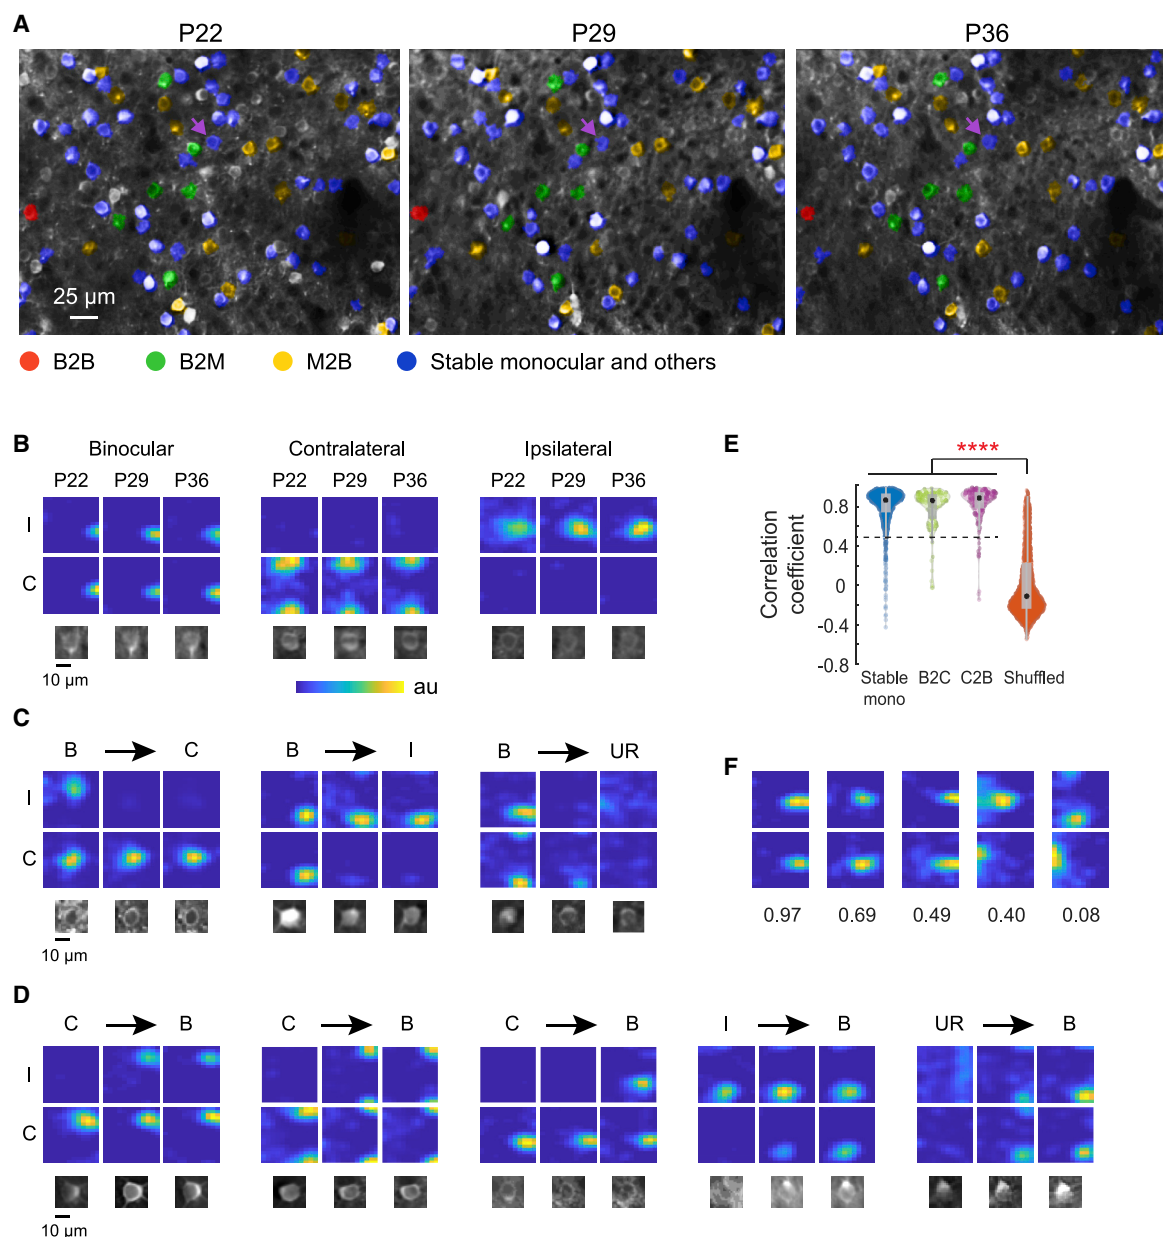 A
P22 P29 P36
25 µm
B2B B2M M2B Stable monocular and others
B
Binocular Contralateral Ipsilateral
P22 P29 P36 P22 P29 P36 P22 P29 P36
I
C
10 µm
au
C
B C B I B UR
I
C
10 µm
D
C B C B C B I B UR B
I
C
10 µm
E
****
Correlation
coefficient
0.8
0.4
0
-0.4
-0.8
Stable
mono
B2C C2B Shuffled
F
0.97 0.69 0.49 0.40 0.08